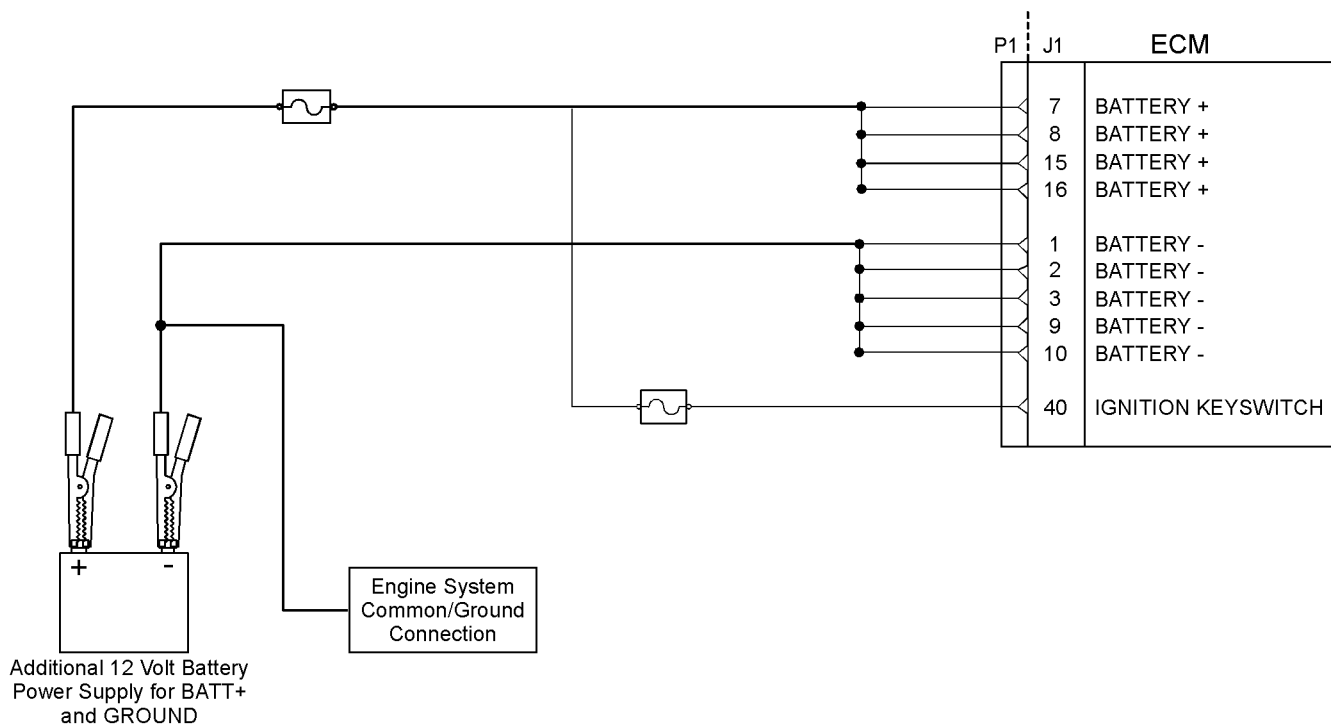 P1 J1 ECM
7 BATTERY +
8 BATTERY +
15 BATTERY +
16 BATTERY +
1 BATTERY -
2 BATTERY -
3 BATTERY -
9 BATTERY -
10 BATTERY -
40 IGNITION KEYSWITCH
+ -
Engine System
Common/Ground
Connection
Additional 12 Volt Battery
Power Supply for BATT+
and GROUND